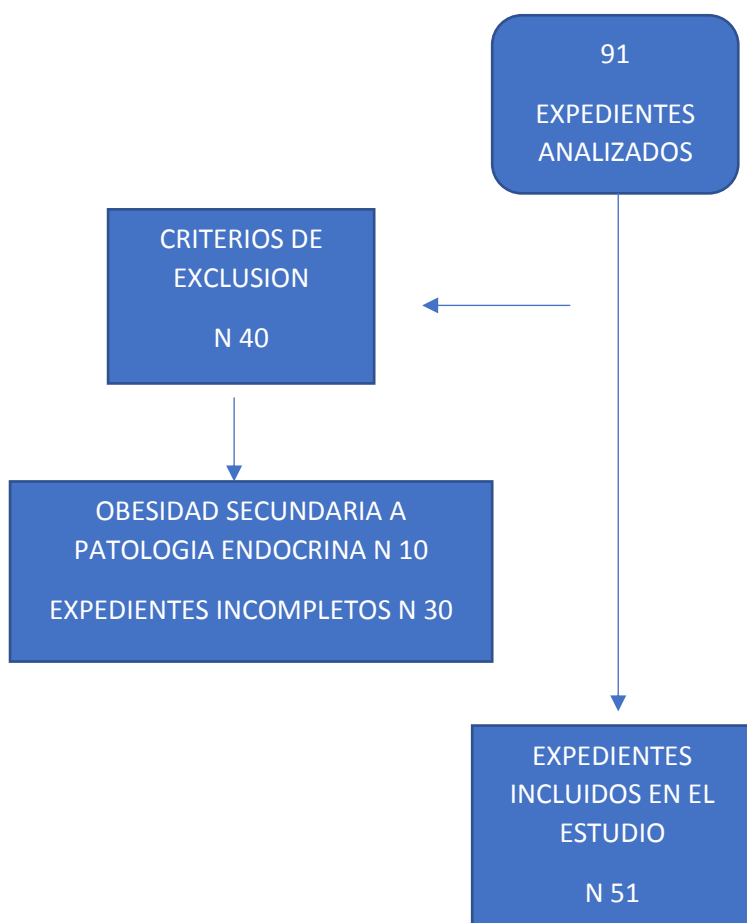 91
EXPEDIENTES
ANALIZADOS
CRITERIOS DE
EXCLUSION
N 40
OBESIDAD SECUNDARIA A
PATOLOGIA ENDOCRINA N 10
EXPEDIENTES INCOMPLETOS N 30
EXPEDIENTES
INCLUIDOS EN EL
ESTUDIO
N 51